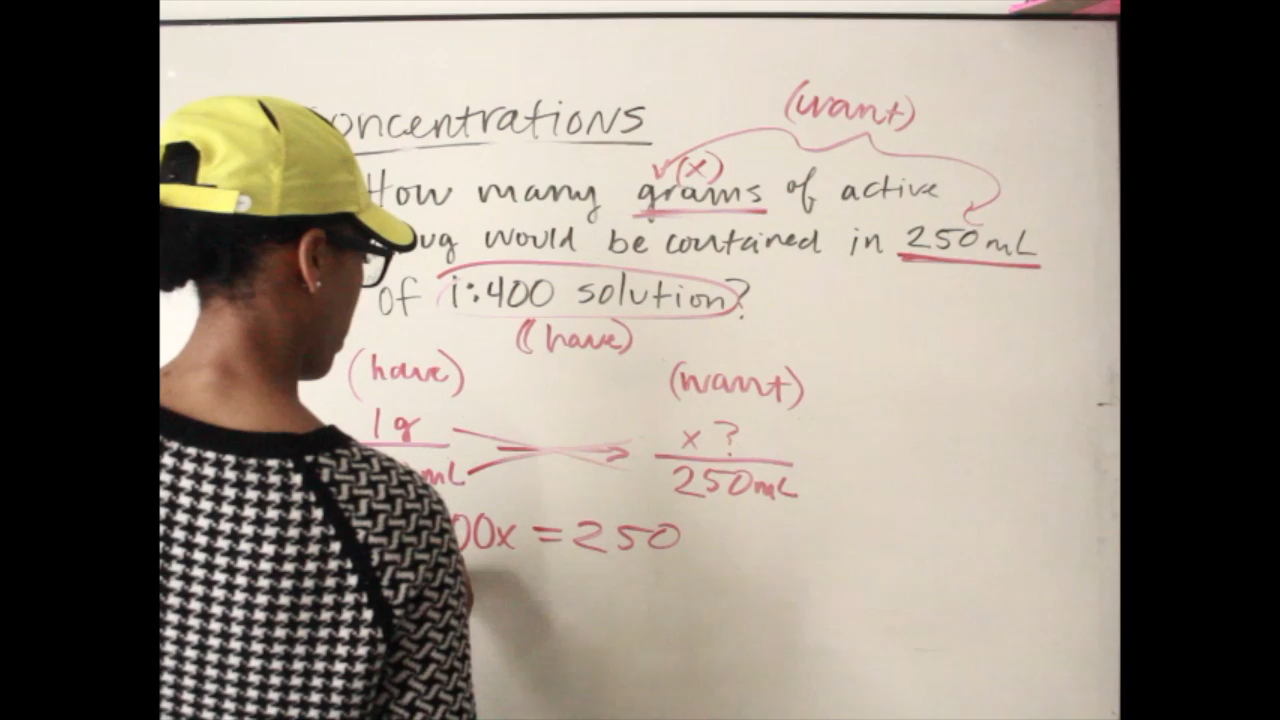 oncentrations
(want)
(x)
How many grams of active
ug would be contained in 250mL
of 1:400 solution?
(have)
(have) (want)
1g x ?
mL 250mL
00x = 250